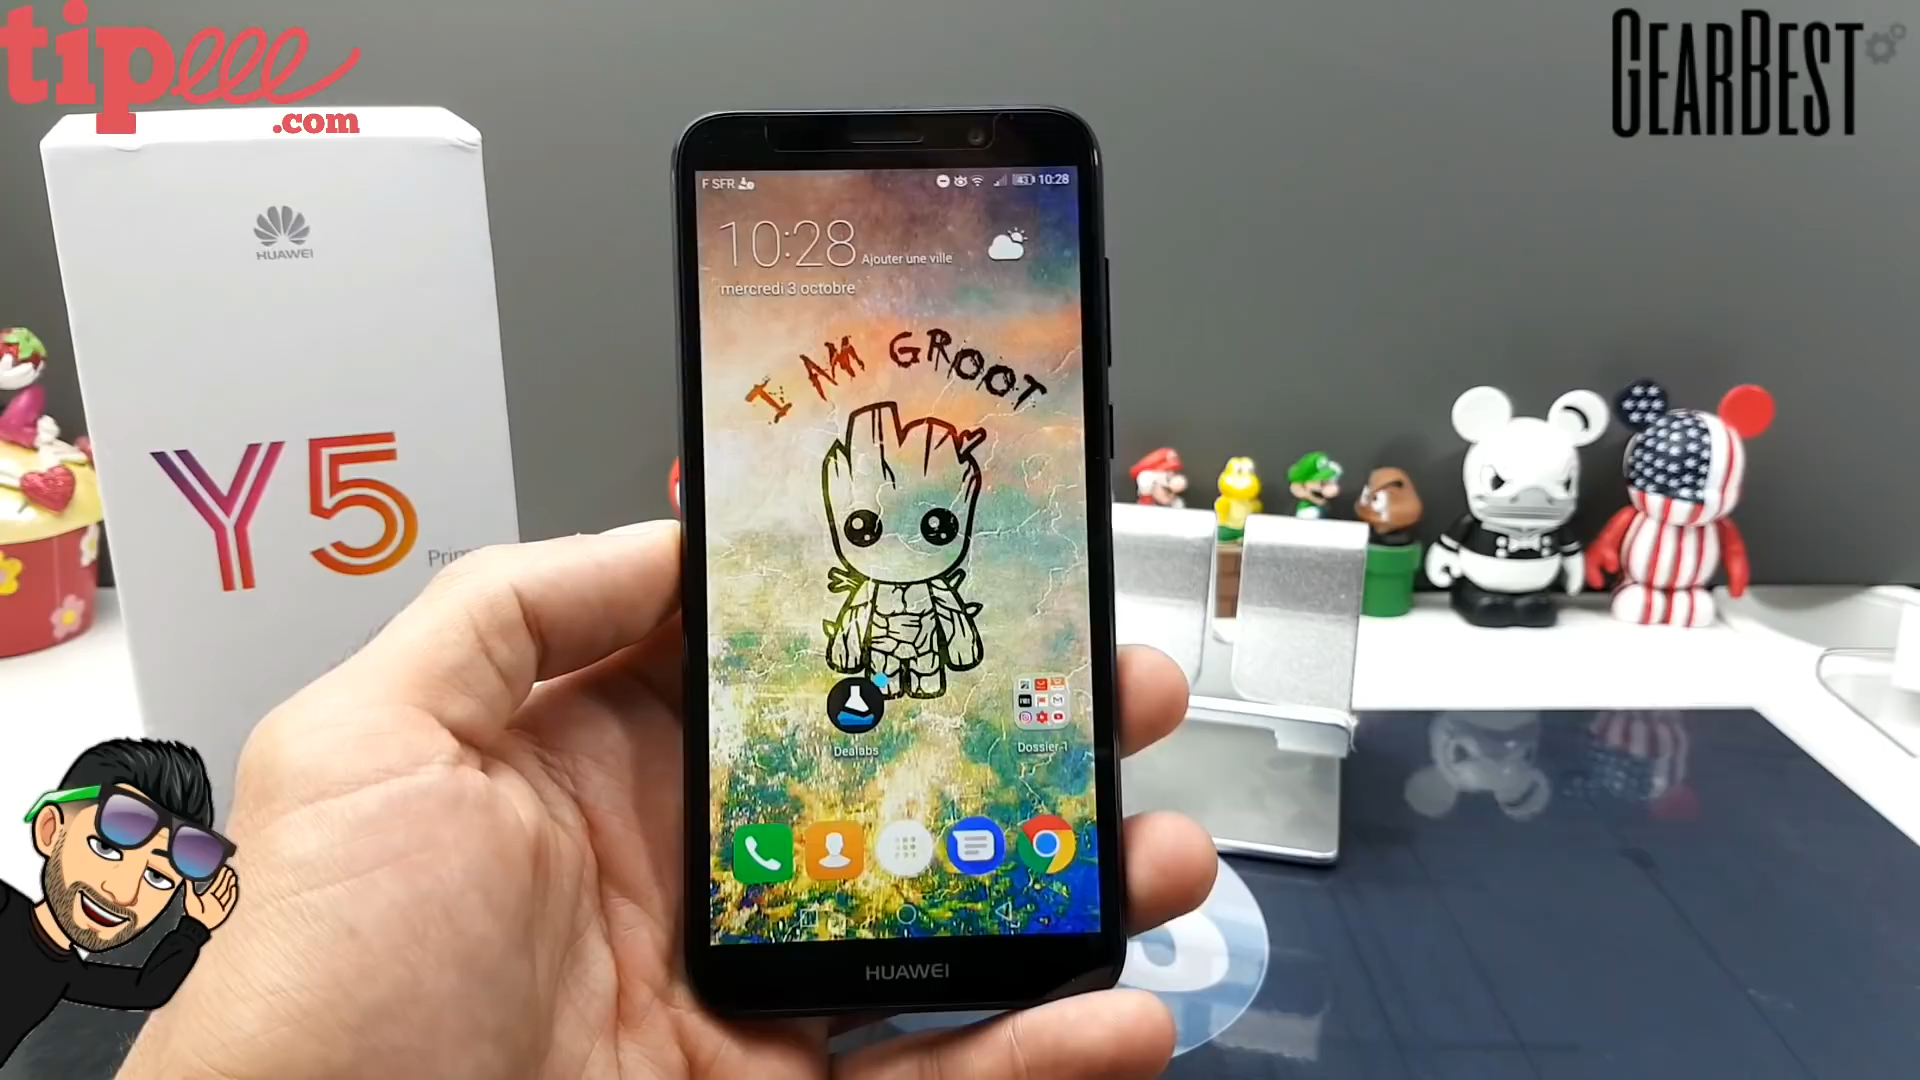 tipeee
.com
GEARBEST
HUAWEI
Y5
F SFR
43 10:28
10:28 Ajouter une ville
mercredi 3 octobre
I AM GROOT
Dealabs
Dossier 1
HUAWEI